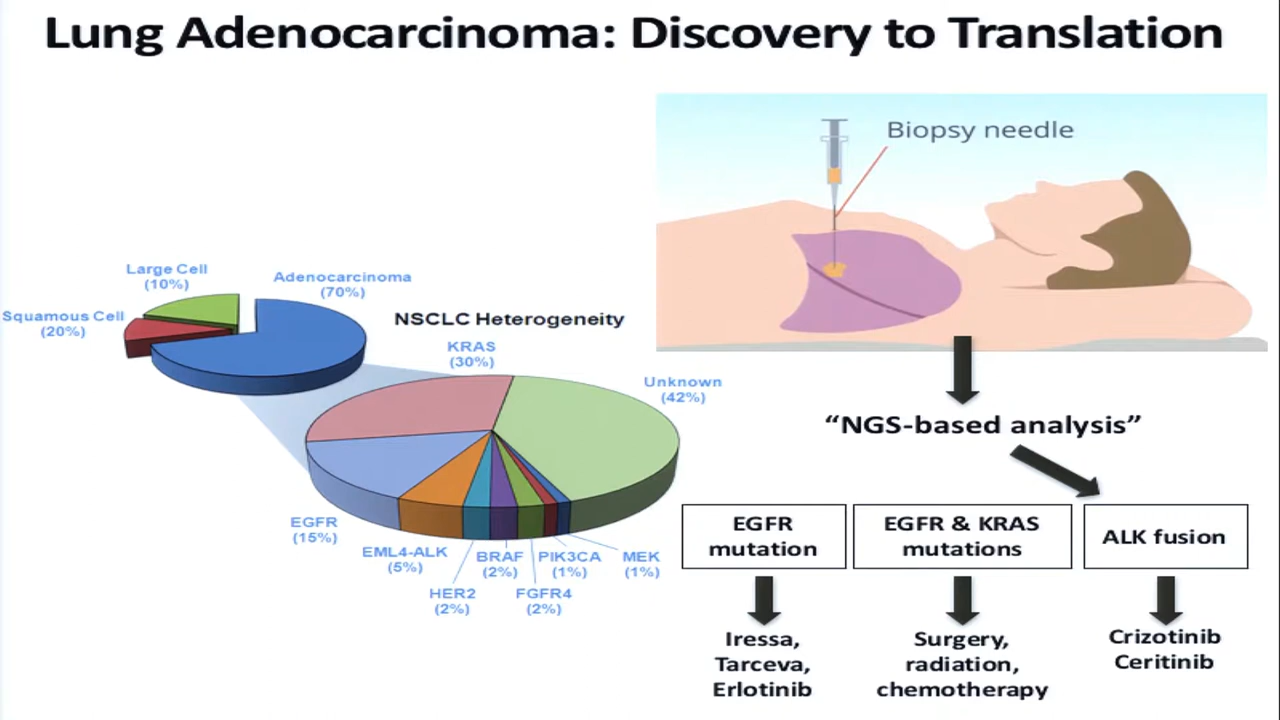 Lung Adenocarcinoma: Discovery to Translation
Biopsy needle
Large Cell
(10%)
Adenocarcinoma
(70%)
Squamous Cell
(20%)
NSCLC Heterogeneity
KRAS
(30%)
Unknown
(42%)
EGFR
(15%)
EML4-ALK
(5%)
HER2
(2%)
BRAF
(2%)
FGFR4
(2%)
PIK3CA
(1%)
MEK
(1%)
“NGS-based analysis”
EGFR
mutation
EGFR & KRAS
mutations
ALK fusion
Iressa,
Tarceva,
Erlotinib
Surgery,
radiation,
chemotherapy
Crizotinib
Ceritinib